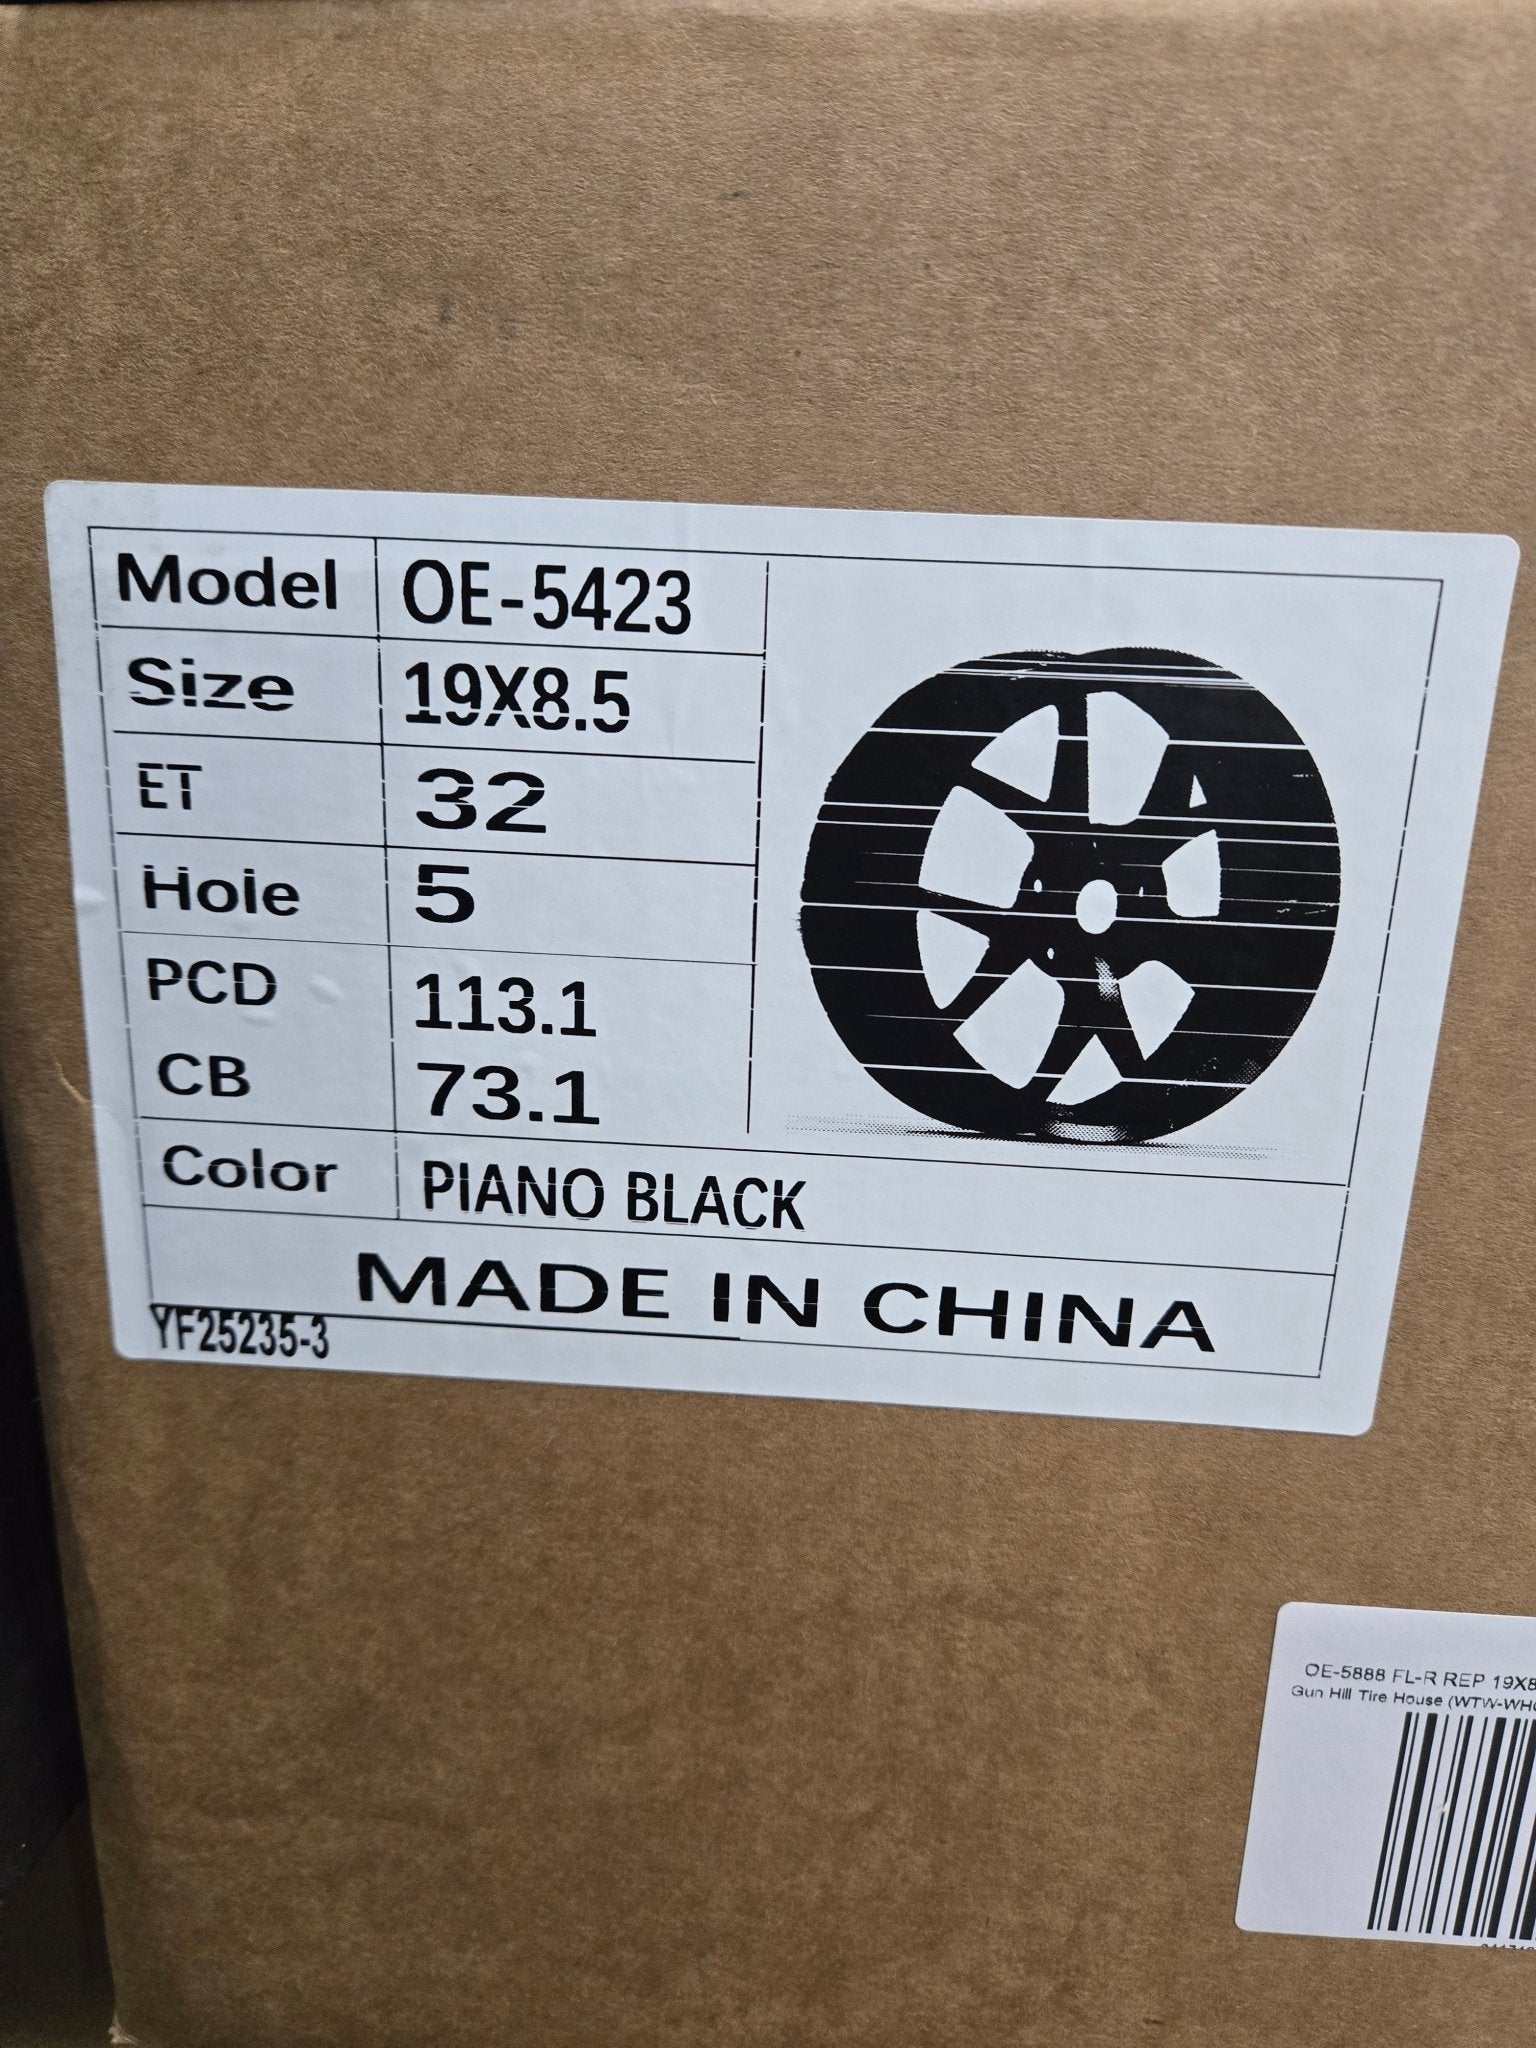 Model OE-5423
Size 19X8.5
ET 32
Hole 5
PCD 113.1
CB 73.1
Color PIANO BLACK
MADE IN CHINA
YF25235-3
OE-5888 FL-R REP 19X8
Gun Hill Tire House (WTW-WH